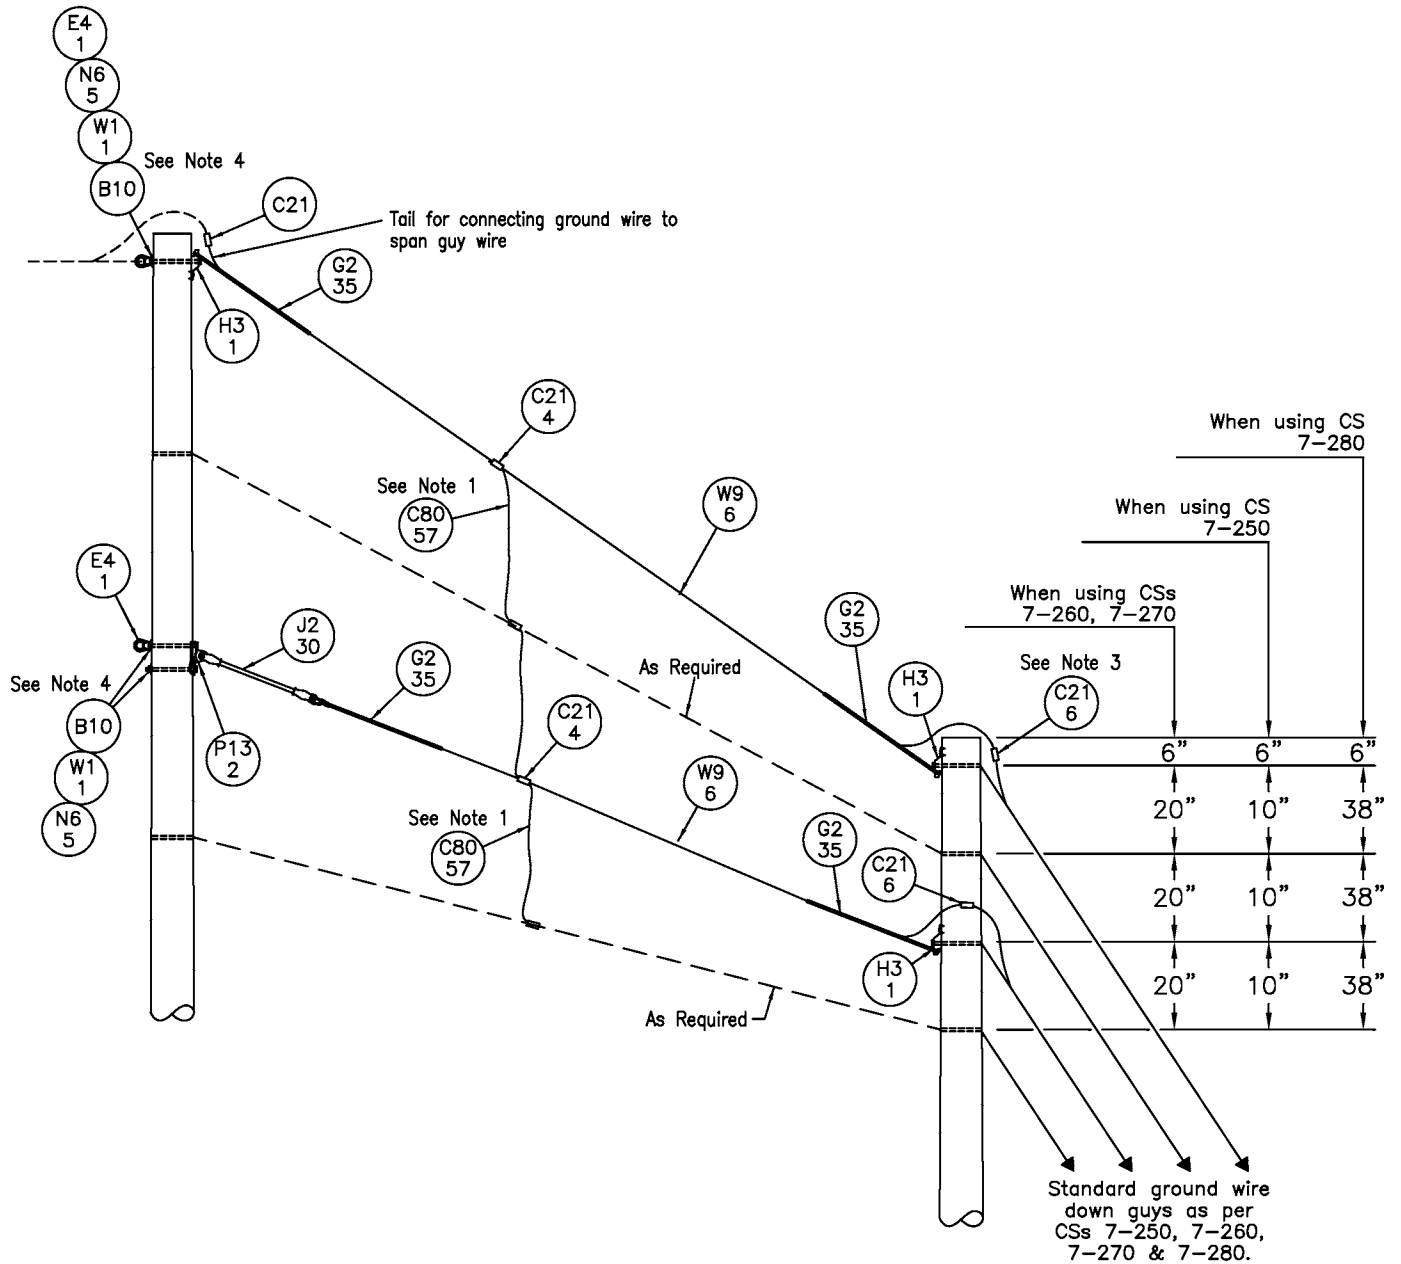 E4
1
N6
5
W1
1
B10
See Note 4
C21
Tail for connecting ground wire to
span guy wire
G2
35
H3
1
C21
4
When using CS
7-280
See Note 1
C80
57
W9
6
When using CS
7-250
E4
1
When using CSs
7-260, 7-270
J2
30
G2
35
G2
35
As Required
See Note 3
H3
1
C21
6
See Note 4
B10
P13
2
C21
4
W1
1
N6
5
W9
6
6" 6" 6"
20" 10" 38"
See Note 1
C80
57
G2
35
C21
6
20" 10" 38"
H3
1
20" 10" 38"
As Required
Standard ground wire
down guys as per
CSs 7-250, 7-260,
7-270 & 7-280.